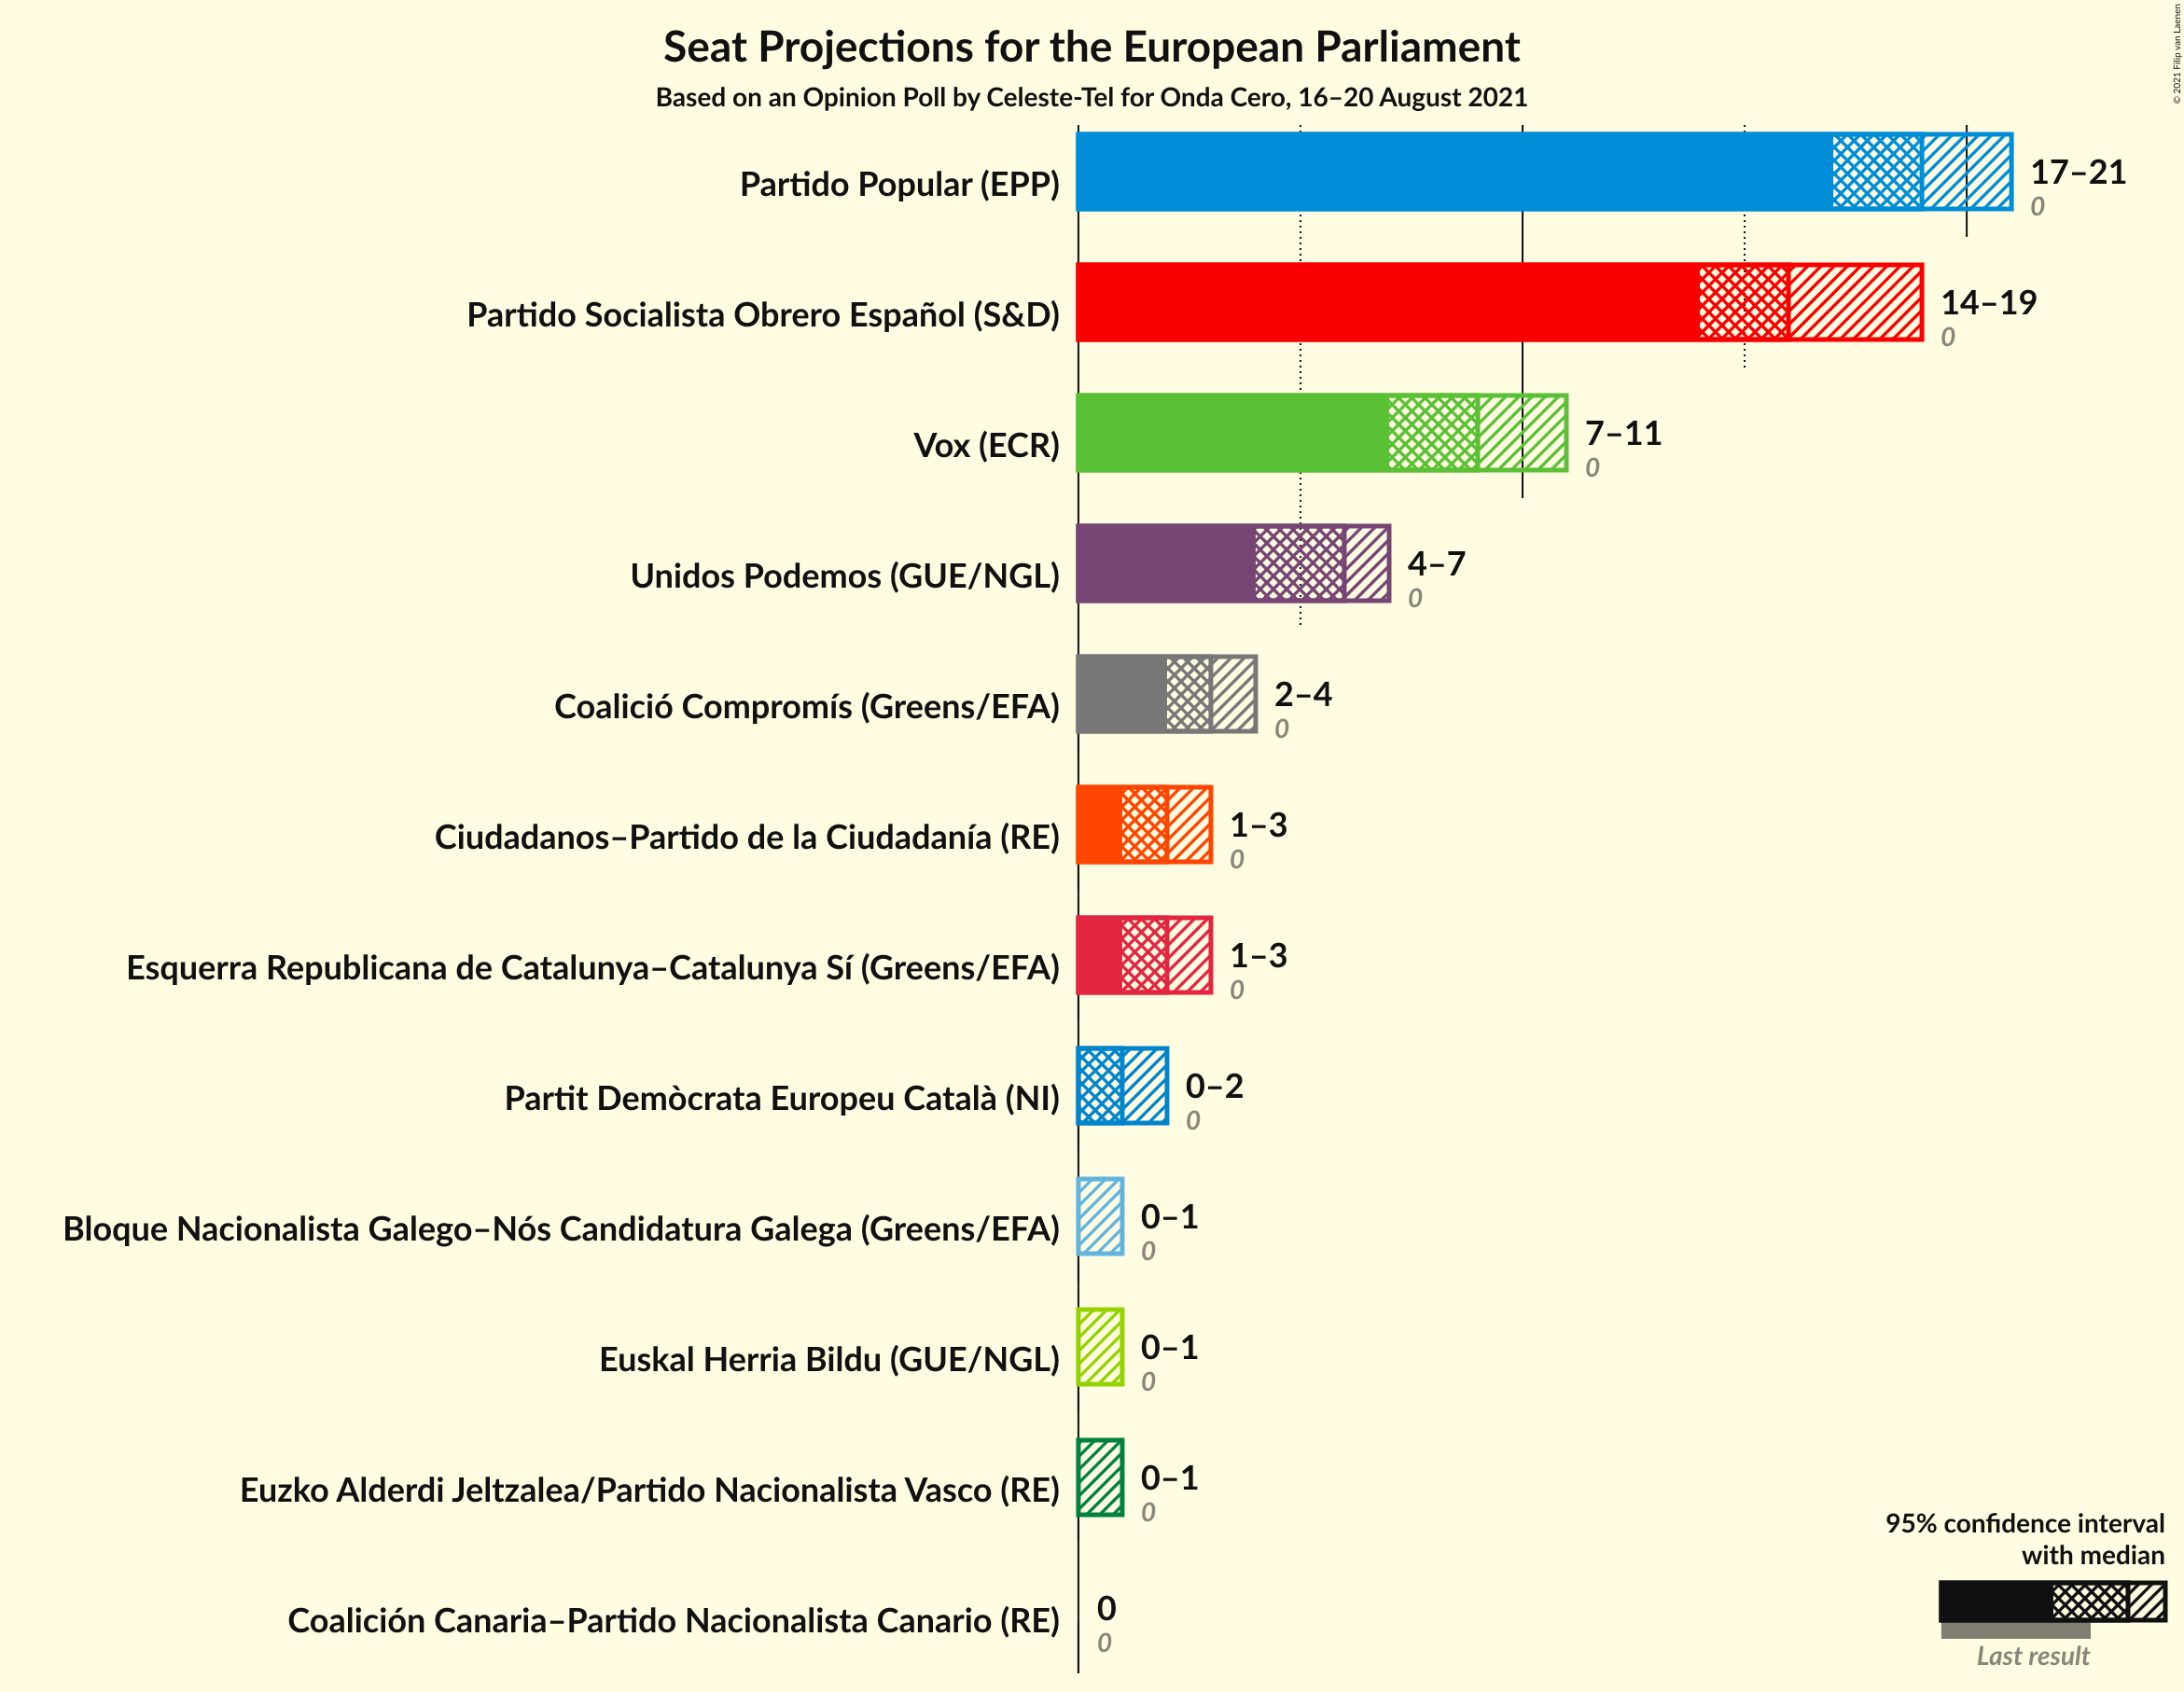 Seat Projections for the European Parliament
Based on an Opinion Poll by Celeste-Tel for Onda Cero, 16–20 August 2021
© 2021 Filip van Laenen
Partido Popular (EPP)
17–21
0
Partido Socialista Obrero Español (S&D)
14–19
0
Vox (ECR)
7–11
0
Unidos Podemos (GUE/NGL)
4–7
0
Coalició Compromís (Greens/EFA)
2–4
0
Ciudadanos–Partido de la Ciudadanía (RE)
1–3
0
Esquerra Republicana de Catalunya–Catalunya Sí (Greens/EFA)
1–3
0
Partit Demòcrata Europeu Català (NI)
0–2
0
Bloque Nacionalista Galego–Nós Candidatura Galega (Greens/EFA)
0–1
0
Euskal Herria Bildu (GUE/NGL)
0–1
0
Euzko Alderdi Jeltzalea/Partido Nacionalista Vasco (RE)
0–1
0
Coalición Canaria–Partido Nacionalista Canario (RE)
0
0
95% confidence interval
with median
Last result